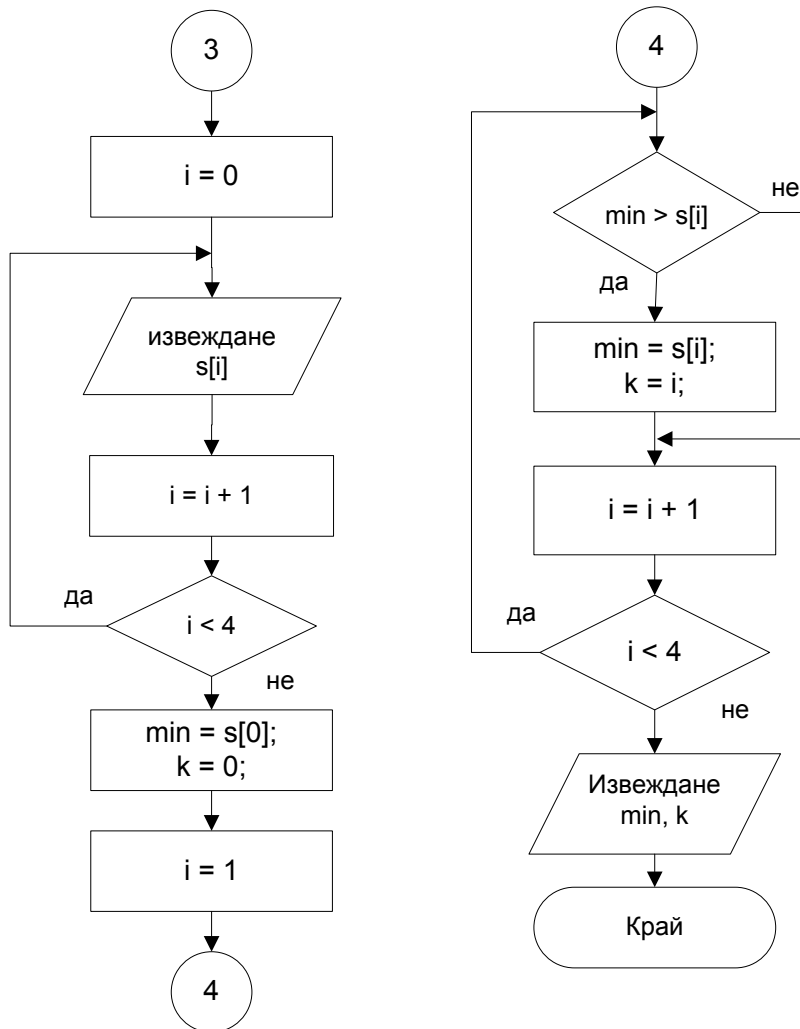 3
i = 0
извеждане
s[i]
i = i + 1
да
i < 4
не
min = s[0];
k = 0;
i = 1
4
4
не
min > s[i]
да
min = s[i];
k = i;
i = i + 1
да
i < 4
не
Извеждане
min, k
Край